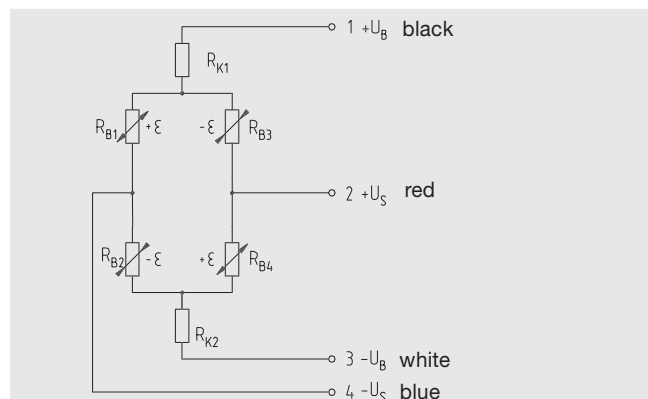 1 +U_B black
R_K1
R_B1 +ε -ε R_B3
2 +U_S red
R_B2 -ε +ε R_B4
R_K2
3 -U_B white
4 -U_S blue